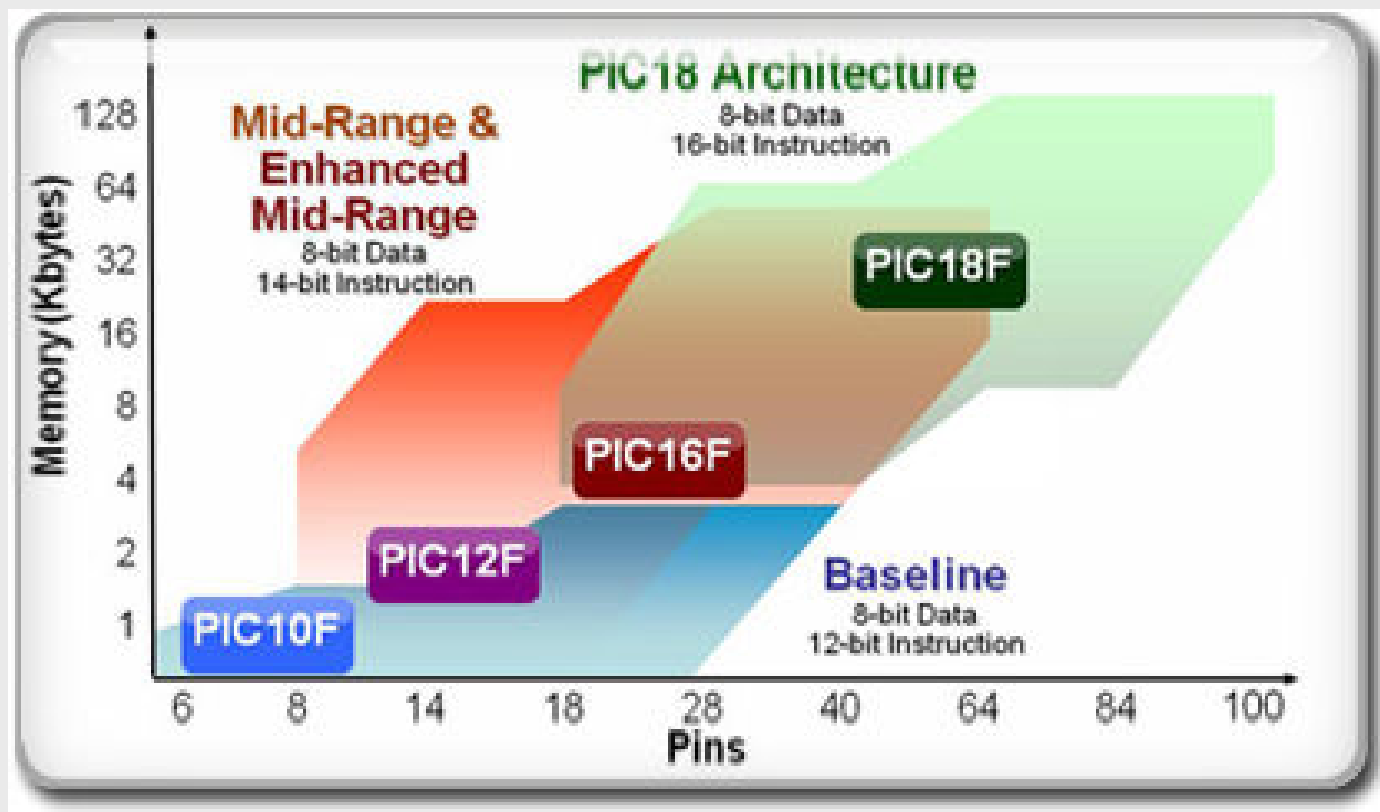 PIC18 Architecture
8-bit Data
16-bit Instruction
Mid-Range &
Enhanced
Mid-Range
8-bit Data
14-bit Instruction
Memory (Kbytes)
128
64
32
16
8
4
2
1
PIC18F
PIC16F
PIC12F
PIC10F
Baseline
8-bit Data
12-bit Instruction
6 8 14 18 28 40 64 84 100
Pins